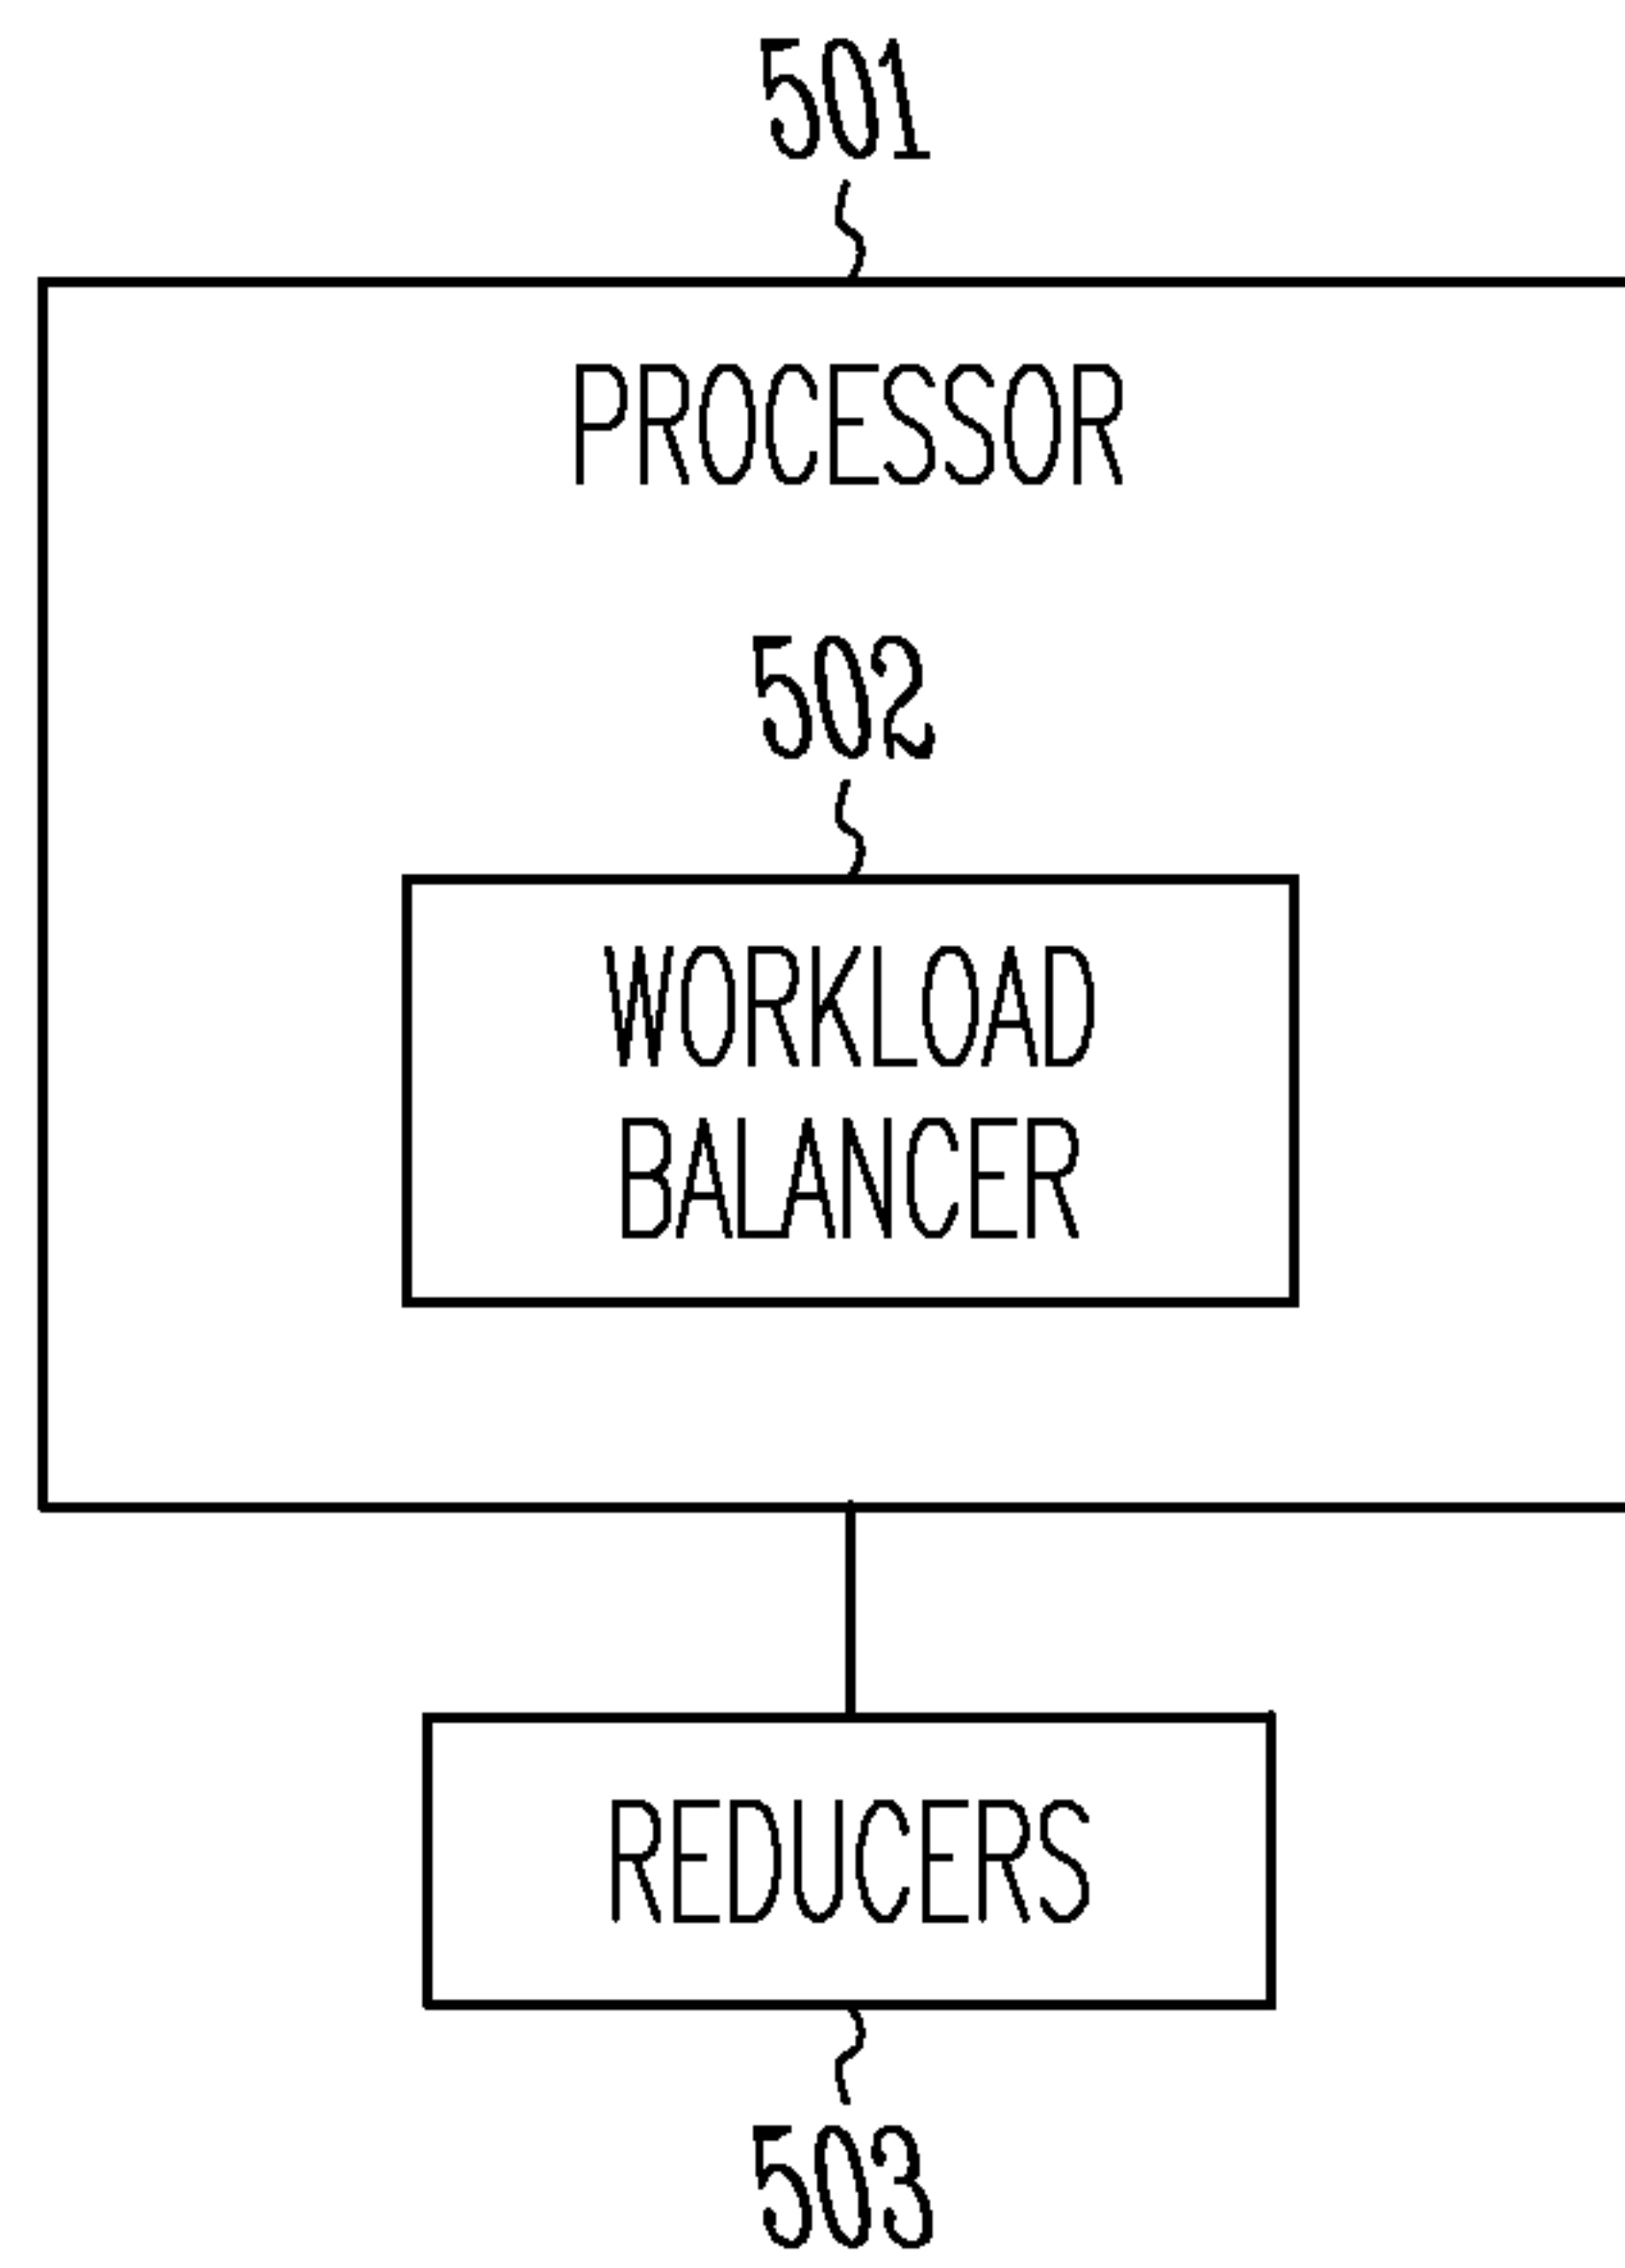 501
PROCESSOR
502
WORKLOAD
BALANCER
REDUCERS
503